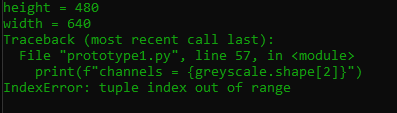 height = 480
width = 640
Traceback (most recent call last):
  File "prototype1.py", line 57, in <module>
    print(f"channels = {greyscale.shape[2]}")
IndexError: tuple index out of range